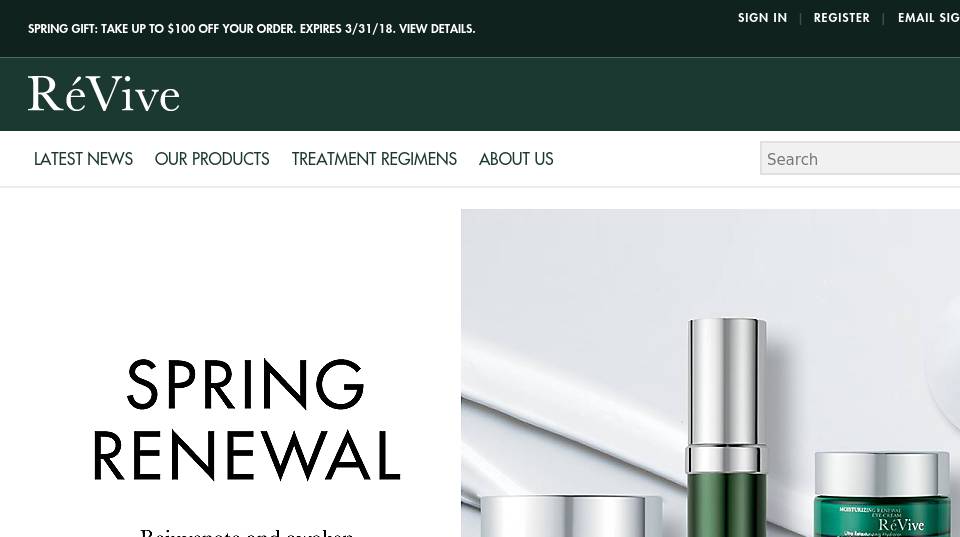 SPRING GIFT: TAKE UP TO $100 OFF YOUR ORDER. EXPIRES 3/31/18. VIEW DETAILS.
SIGN IN | REGISTER | EMAIL SIG
RéVive
LATEST NEWS OUR PRODUCTS TREATMENT REGIMENS ABOUT US
Search
SPRING
RENEWAL
Rejuvenate and awaken
MOISTURIZING RENEWAL
EYE CREAM
RéVive